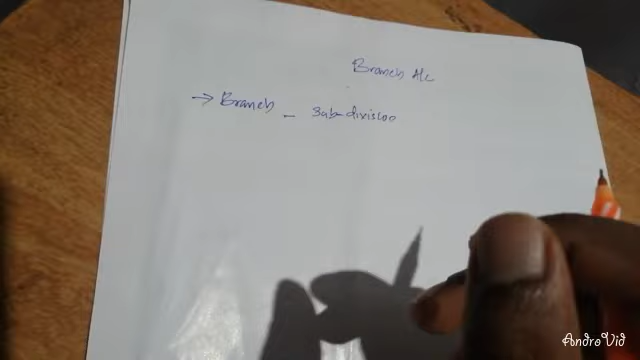 Branch A/c
→ Branch - Sub-division
AndroVid